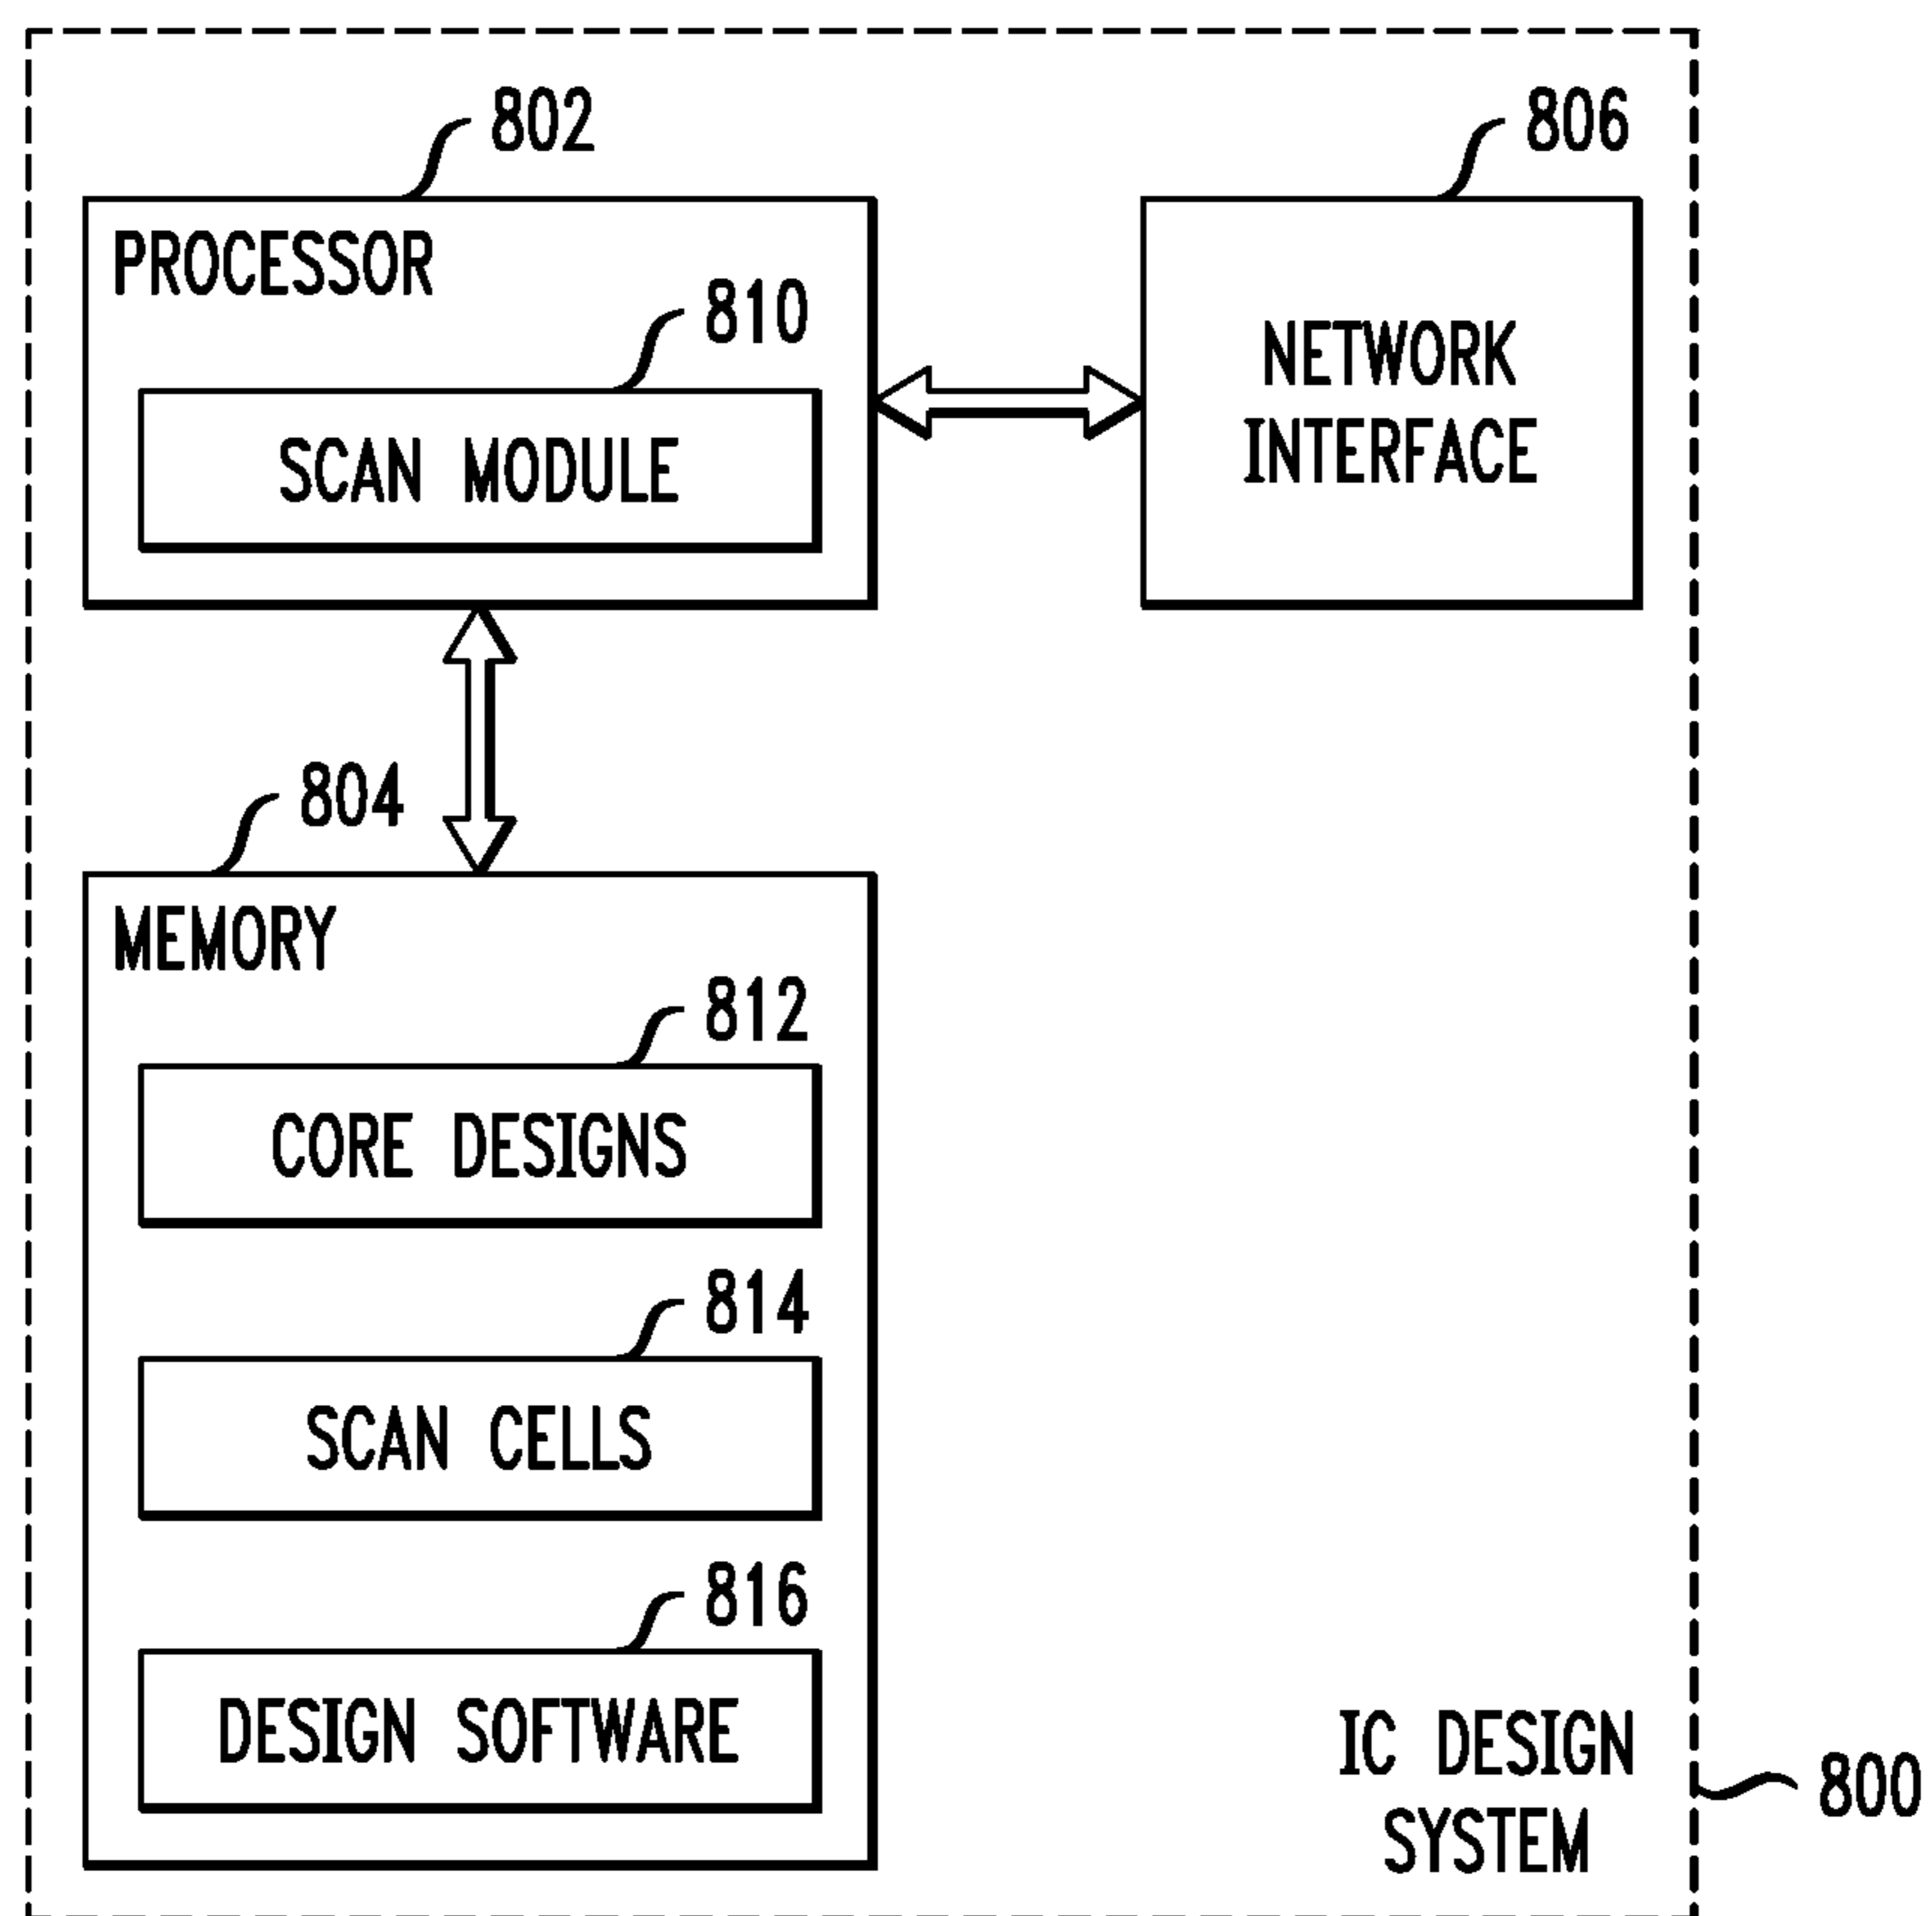 802
806
PROCESSOR
810
SCAN MODULE
NETWORK
INTERFACE
804
MEMORY
812
CORE DESIGNS
814
SCAN CELLS
816
DESIGN SOFTWARE
IC DESIGN
SYSTEM
800